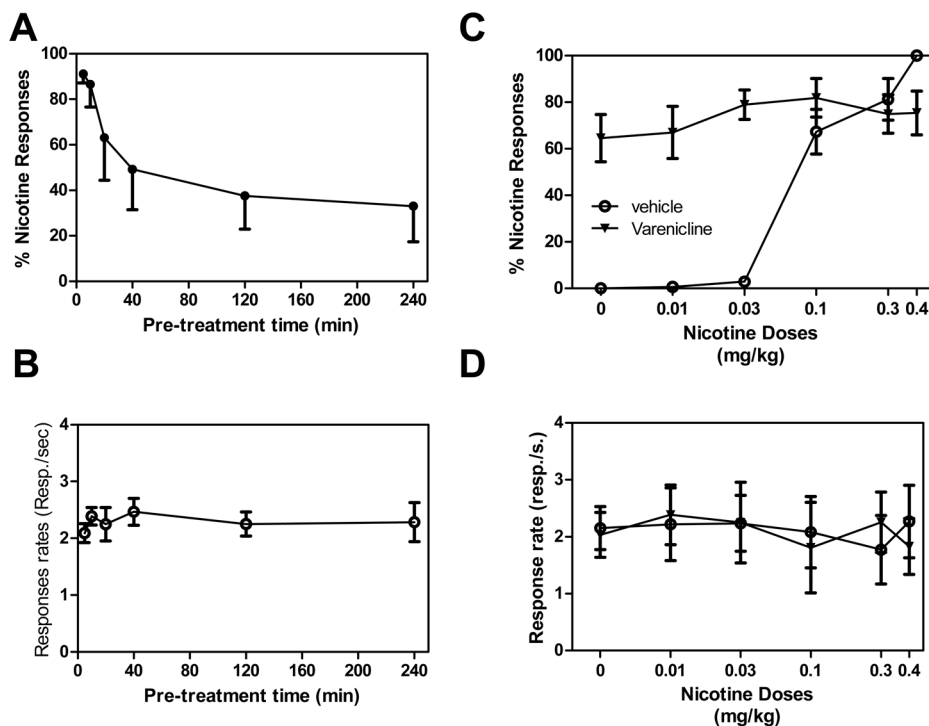 A
% Nicotine Responses
100
80
60
40
20
0
0 40 80 120 160 200 240
Pre-treatment time (min)
B
Responses rates (Resp./sec)
4
3
2
1
0
0 40 80 120 160 200 240
Pre-treatment time (min)
C
% Nicotine Responses
100
80
60
40
20
0
vehicle
Varenicline
0 0.01 0.03 0.1 0.3 0.4
Nicotine Doses
(mg/kg)
D
Response rate (resp./s.)
4
3
2
1
0
0 0.01 0.03 0.1 0.3 0.4
Nicotine Doses
(mg/kg)